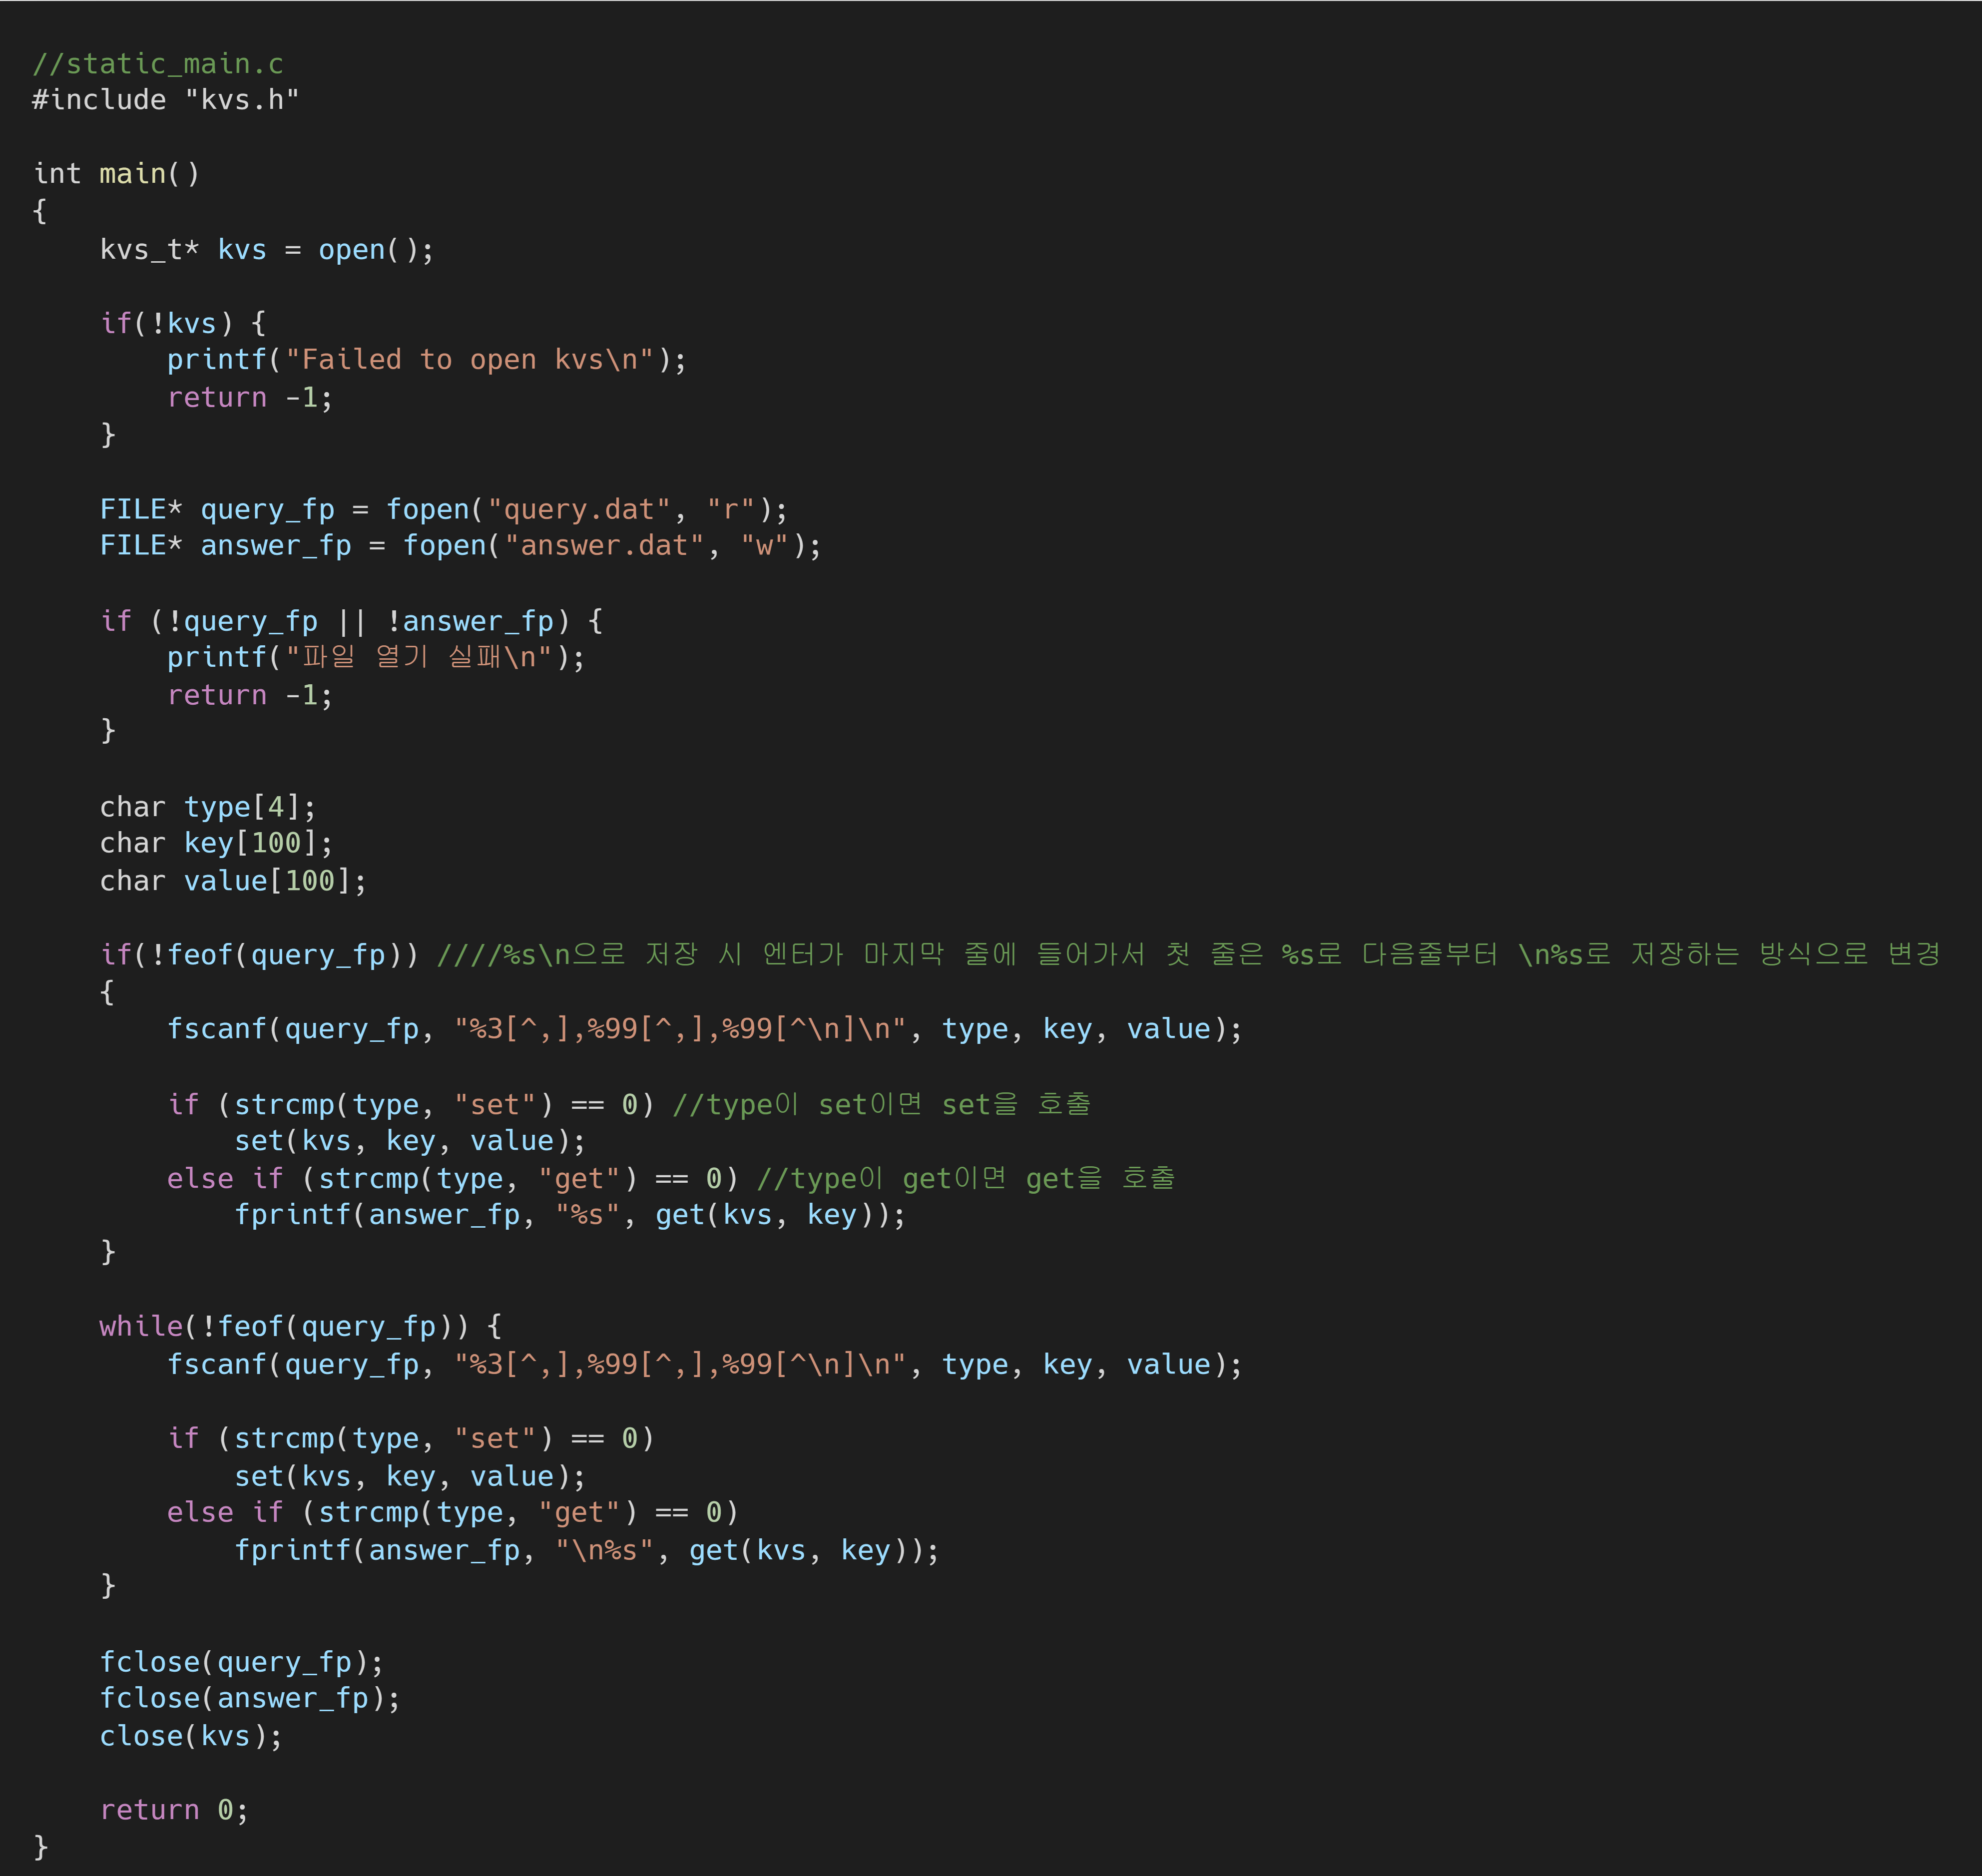 //static_main.c
#include "kvs.h"
int main()
{
kvs_t* kvs = open();
if(!kvs) {
printf("Failed to open kvs\n");
return -1;
}
FILE* query_fp = fopen("query.dat", "r");
FILE* answer_fp = fopen("answer.dat", "w");
if (!query_fp || !answer_fp) {
printf("파일 열기 실패\n");
return -1;
}
char type[4];
char key[100];
char value[100];
if(!feof(query_fp)) ////%s\n으로 저장 시 엔터가 마지막 줄에 들어가서 첫 줄은 %s로 다음줄부터 \n%s로 저장하는 방식으로 변경
{
fscanf(query_fp, "%3[^,],%99[^,],%99[^\n]\n", type, key, value);
if (strcmp(type, "set") == 0) //type이 set이면 set을 호출
set(kvs, key, value);
else if (strcmp(type, "get") == 0) //type이 get이면 get을 호출
fprintf(answer_fp, "%s", get(kvs, key));
}
while(!feof(query_fp)) {
fscanf(query_fp, "%3[^,],%99[^,],%99[^\n]\n", type, key, value);
if (strcmp(type, "set") == 0)
set(kvs, key, value);
else if (strcmp(type, "get") == 0)
fprintf(answer_fp, "\n%s", get(kvs, key));
}
fclose(query_fp);
fclose(answer_fp);
close(kvs);
return 0;
}